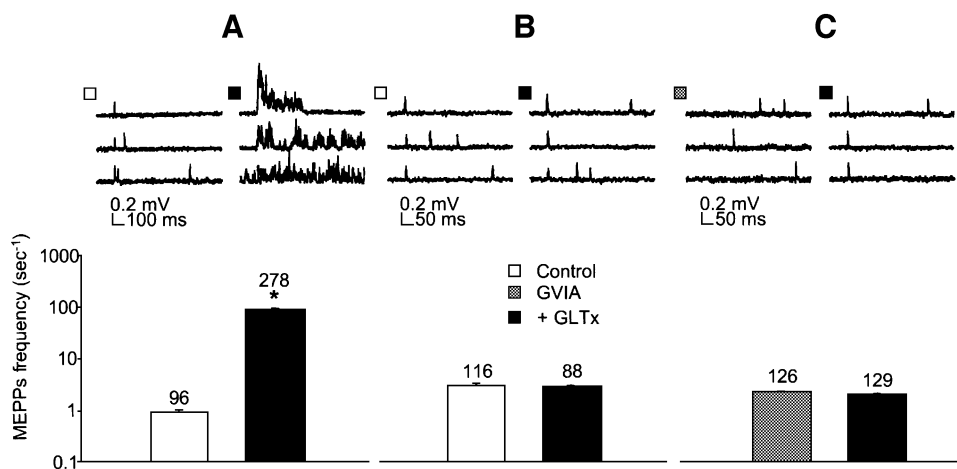 A B C
0.2 mV
100 ms
0.2 mV
50 ms
0.2 mV
50 ms
MEPPs frequency (sec-1)
1000
100
10
1
0.1
96
278
*
Control
GVIA
+ GLTx
116
88
126
129